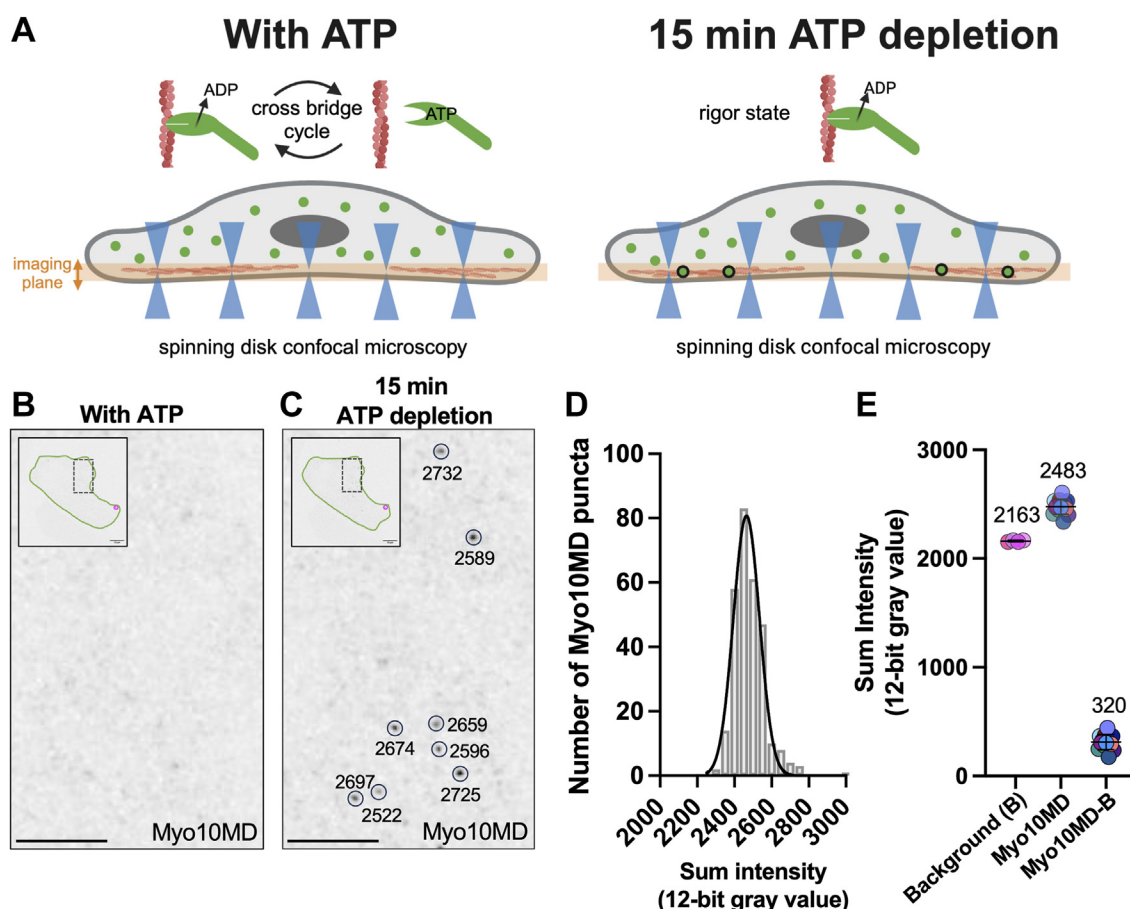 A
With ATP
15 min ATP depletion
ADP
cross bridge
cycle
ATP
rigor state
ADP
imaging
plane
spinning disk confocal microscopy
spinning disk confocal microscopy
B
With ATP
Myo10MD
C
15 min
ATP depletion
2732
2589
2659
2674
2596
2697
2725
2522
Myo10MD
D
Number of Myo10MD puncta
100
80
60
40
20
0
2000
2200
2400
2600
2800
3000
Sum intensity
(12-bit gray value)
E
Sum Intensity
(12-bit gray value)
3000
2000
1000
0
2163
2483
320
Background (B)
Myo10MD
Myo10MD-B